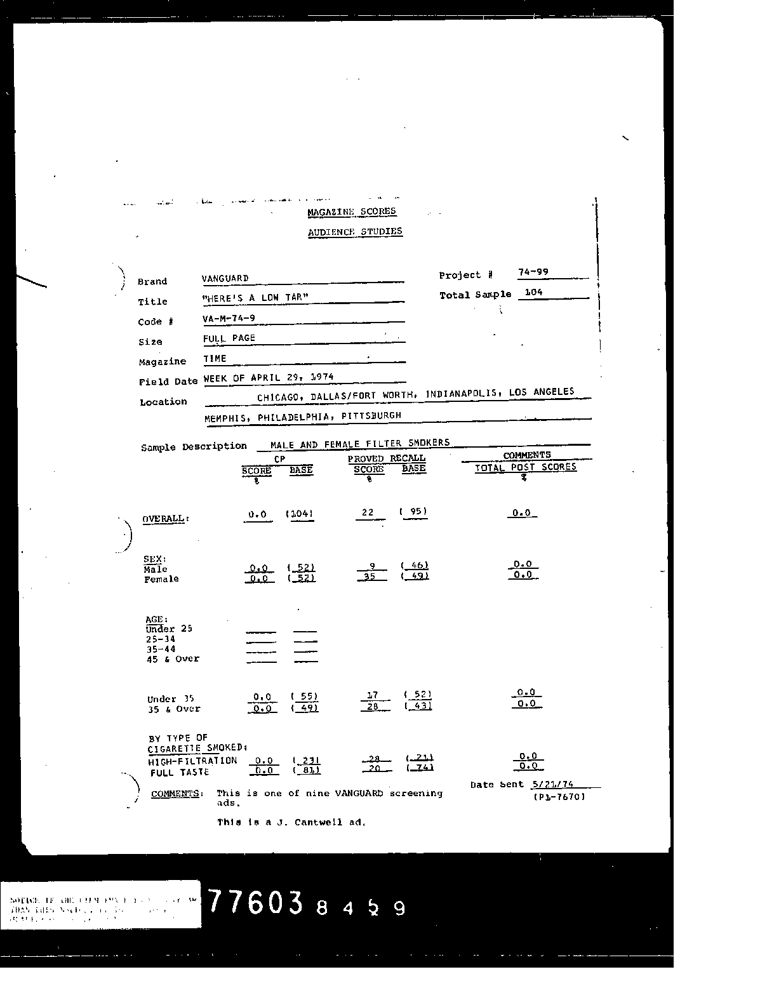 MAGAZINE SCORES
AUDIENCE STUDIES
Brand VANGUARD Project # 74-99
Title "HERE'S A LOW TAR" Total Sample 104
Code # VA-M-74-9
Size FULL PAGE
Magazine TIME
Field Date WEEK OF APRIL 29, 1974
Location CHICAGO, DALLAS/FORT WORTH, INDIANAPOLIS, LOS ANGELES
MEMPHIS, PHILADELPHIA, PITTSBURGH
Sample Description MALE AND FEMALE FILTER SMOKERS
CP PROVED RECALL COMMENTS
SCORE BASE SCORE BASE TOTAL POST SCORES
% % %
OVERALL: 0.0 (104) 22 ( 95) 0.0
SEX:
Male 0.0 ( 52) 9 ( 46) 0.0
Female 0.0 ( 52) 35 ( 49) 0.0
AGE:
Under 25
25-34
35-44
45 & Over
Under 35 0.0 ( 55) 17 ( 52) 0.0
35 & Over 0.0 ( 49) 28 ( 43) 0.0
BY TYPE OF
CIGARETTE SMOKED:
HIGH-FILTRATION 0.0 ( 23) 28 ( 21) 0.0
FULL TASTE 0.0 ( 81) 20 ( 74) 0.0
Date Sent 5/21/74
COMMENTS: This is one of nine VANGUARD screening (P1-7670)
ads.
This is a J. Cantwell ad.
77603 8459